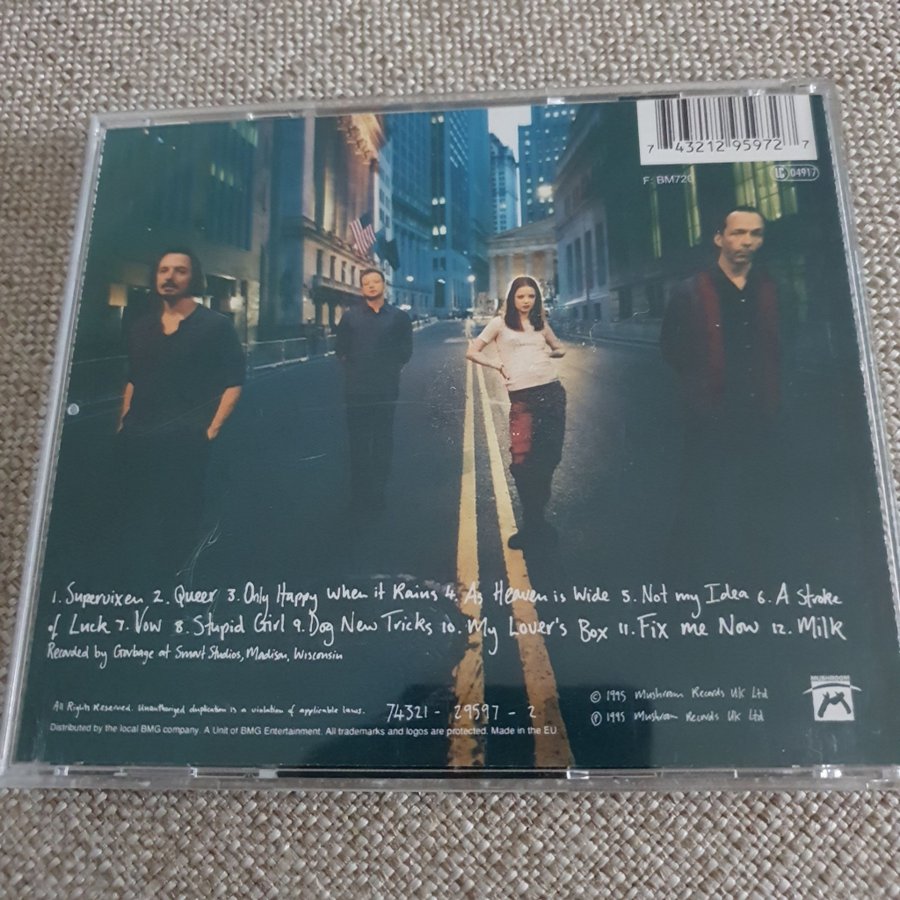 7 43212 95972 7
F: BM720
LC 04917
1. Supervixen 2. Queer 3. Only Happy When it Rains 4. As Heaven is Wide 5. Not my Idea 6. A Stroke
of Luck 7. Vow 8. Stupid Girl 9. Dog New Tricks 10. My Lover's Box 11. Fix me Now 12. Milk
Recorded by Garbage at Smart Studios, Madison, Wisconsin
MUSHROOM
© 1995 Mushroom Records UK Ltd
All Rights Reserved. Unauthorized duplication is a violation of applicable laws. 74321 - 29597 - 2 ℗ 1995 Mushroom Records UK Ltd
Distributed by the local BMG company. A Unit of BMG Entertainment. All trademarks and logos are protected. Made in the EU